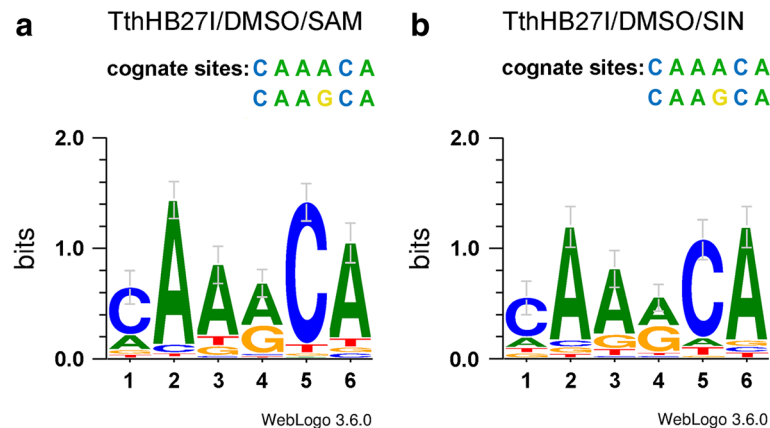 a
TthHB27I/DMSO/SAM
cognate sites: C A A A C A
C A A G C A
2.0
1.0
0.0
bits
C A A A C A
A C T G T T
G G G C
1 2 3 4 5 6
WebLogo 3.6.0
b
TthHB27I/DMSO/SIN
cognate sites: C A A A C A
C A A G C A
2.0
1.0
0.0
bits
C A A A C A
A C G G A G
T G T T T C
1 2 3 4 5 6
WebLogo 3.6.0